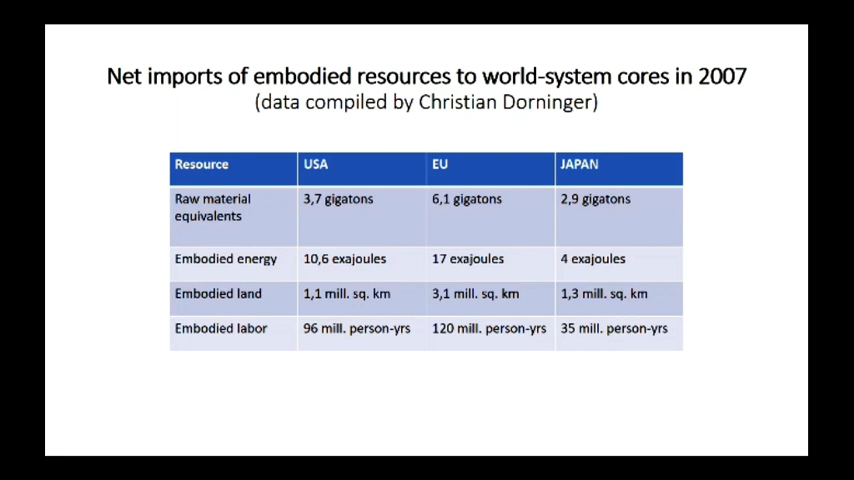 Net imports of embodied resources to world-system cores in 2007
(data compiled by Christian Dorninger)
Resource USA EU JAPAN
Raw material equivalents 3,7 gigatons 6,1 gigatons 2,9 gigatons
Embodied energy 10,6 exajoules 17 exajoules 4 exajoules
Embodied land 1,1 mill. sq. km 3,1 mill. sq. km 1,3 mill. sq. km
Embodied labor 96 mill. person-yrs 120 mill. person-yrs 35 mill. person-yrs